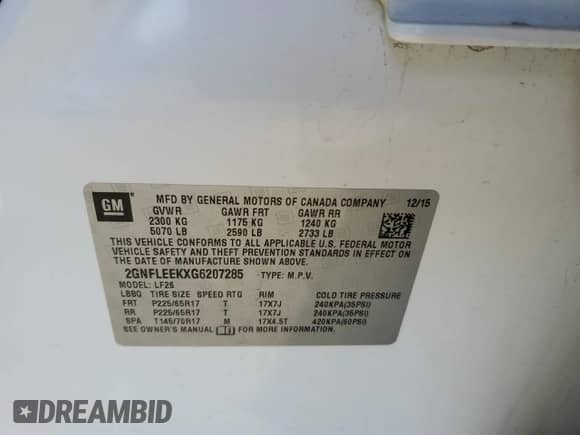 GM MFD BY GENERAL MOTORS OF CANADA COMPANY 12/15
GVWR GAWR FRT GAWR RR
2300 KG 1175 KG 1240 KG
5070 LB 2590 LB 2733 LB
THIS VEHICLE CONFORMS TO ALL APPLICABLE U.S. FEDERAL MOTOR
VEHICLE SAFETY AND THEFT PREVENTION STANDARDS IN EFFECT ON
THE DATE OF MANUFACTURE SHOWN ABOVE.
2GNFLEEKXG6207285 TYPE: M.P.V.
MODEL: LF26
LBBQ TIRE SIZE SPEED RTG RIM COLD TIRE PRESSURE
FRT P225/65R17 T 17X7J 240KPA(35PSI)
RR P225/65R17 T 17X7J 240KPA(35PSI)
SPA T145/70R17 M 17X4.5T 420KPA(60PSI)
SEE OWNER'S MANUAL FOR MORE INFORMATION
DREAMBID